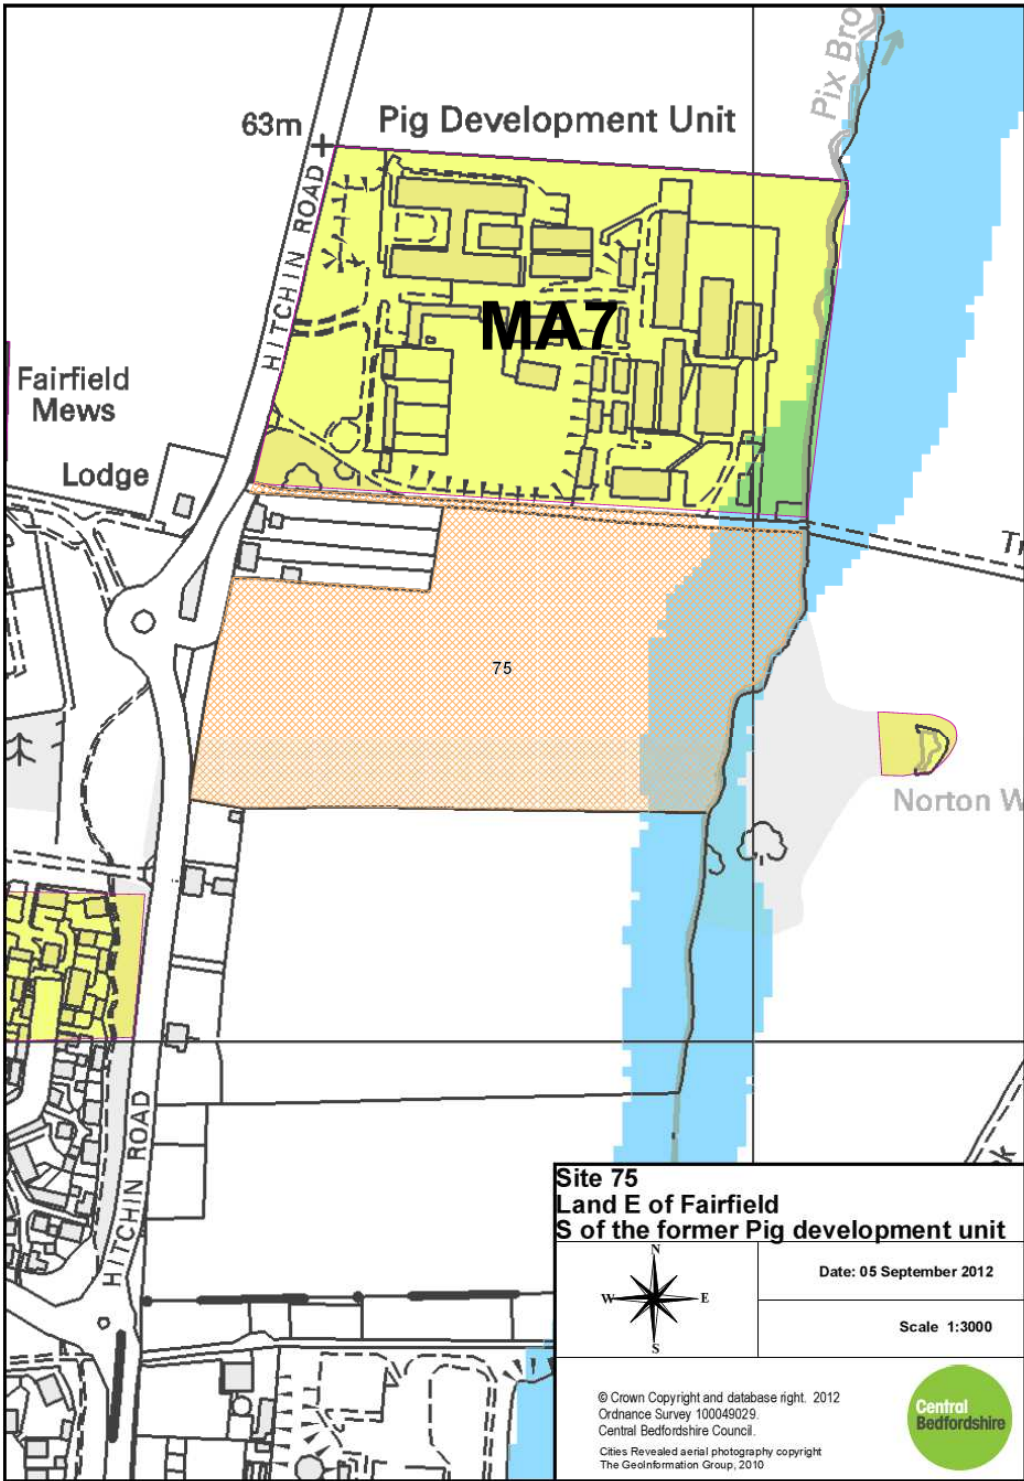 Pix Bro
63m
Pig Development Unit
HITCHIN ROAD
MA7
Fairfield
Mews
Lodge
75
Norton W
HITCHIN ROAD
Site 75
Land E of Fairfield
S of the former Pig development unit
N
W
E
S
Date: 05 September 2012
Scale 1:3000
© Crown Copyright and database right. 2012
Ordnance Survey 100049029.
Central Bedfordshire Council.
Cities Revealed aerial photography copyright
The GeoInformation Group, 2010
Central
Bedfordshire